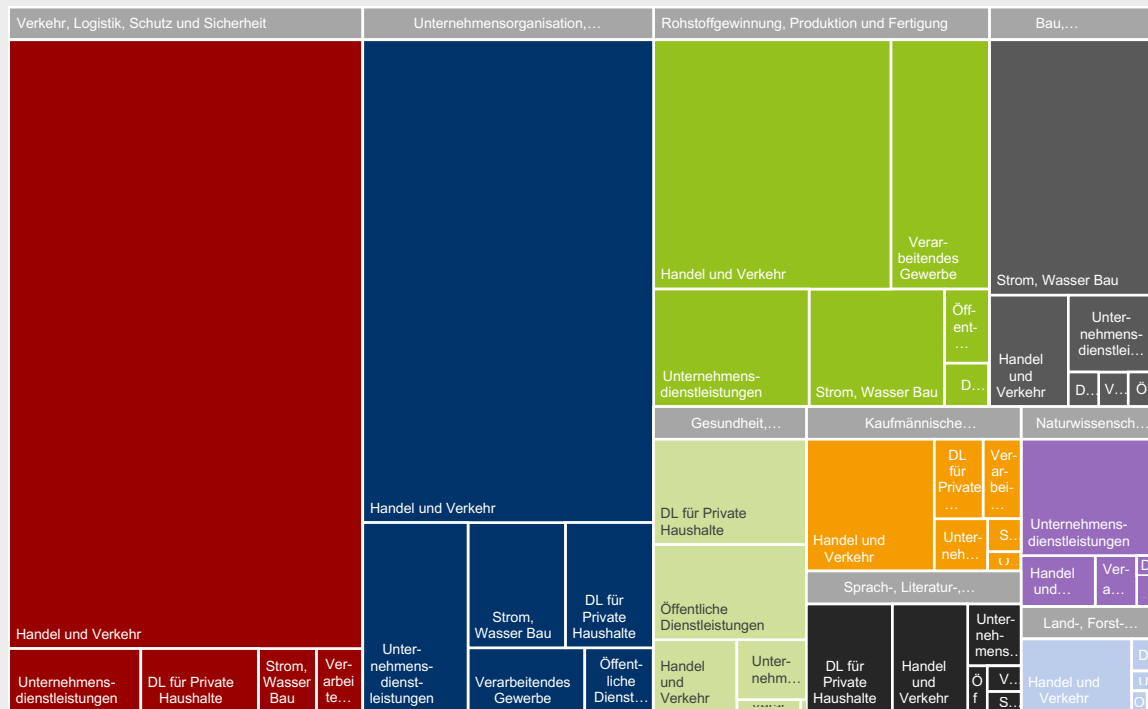 Verkehr, Logistik, Schutz und Sicherheit
Handel und Verkehr
Unternehmens-
dienstleistungen
DL für Private
Haushalte
Strom,
Wasser
Bau
Ver-
arbei
te…
Unternehmensorganisation,…
Handel und Verkehr
Unter-
nehmens-
dienst-
leistungen
Strom,
Wasser Bau
DL für
Private
Haushalte
Verarbeitendes
Gewerbe
Öffent-
liche
Dienst…
Rohstoffgewinnung, Produktion und Fertigung
Handel und Verkehr
Verar-
beitendes
Gewerbe
Unternehmens-
dienstleistungen
Strom, Wasser Bau
Öff-
ent-
…
D…
Bau,…
Strom, Wasser Bau
Handel
und
Verkehr
Unter-
nehmens-
dienstlei…
D…
V…
Ö
Gesundheit,…
DL für Private
Haushalte
Öffentliche
Dienstleistungen
Handel
und
Verkehr
Unter-
nehm…
Kaufmännische…
Handel und
Verkehr
DL
für
Private
…
Ver-
ar-
bei-
…
Unter-
neh…
S…
Sprach-, Literatur-,…
DL für
Private
Haushalte
Handel
und
Verkehr
Unter-
neh-
mens…
Ö
f
V…
S…
Naturwissensch…
Unternehmens-
dienstleistungen
Handel
und…
Ver-
a…
D
Land-, Forst-…
Handel und
Verkehr
D
U
Ö